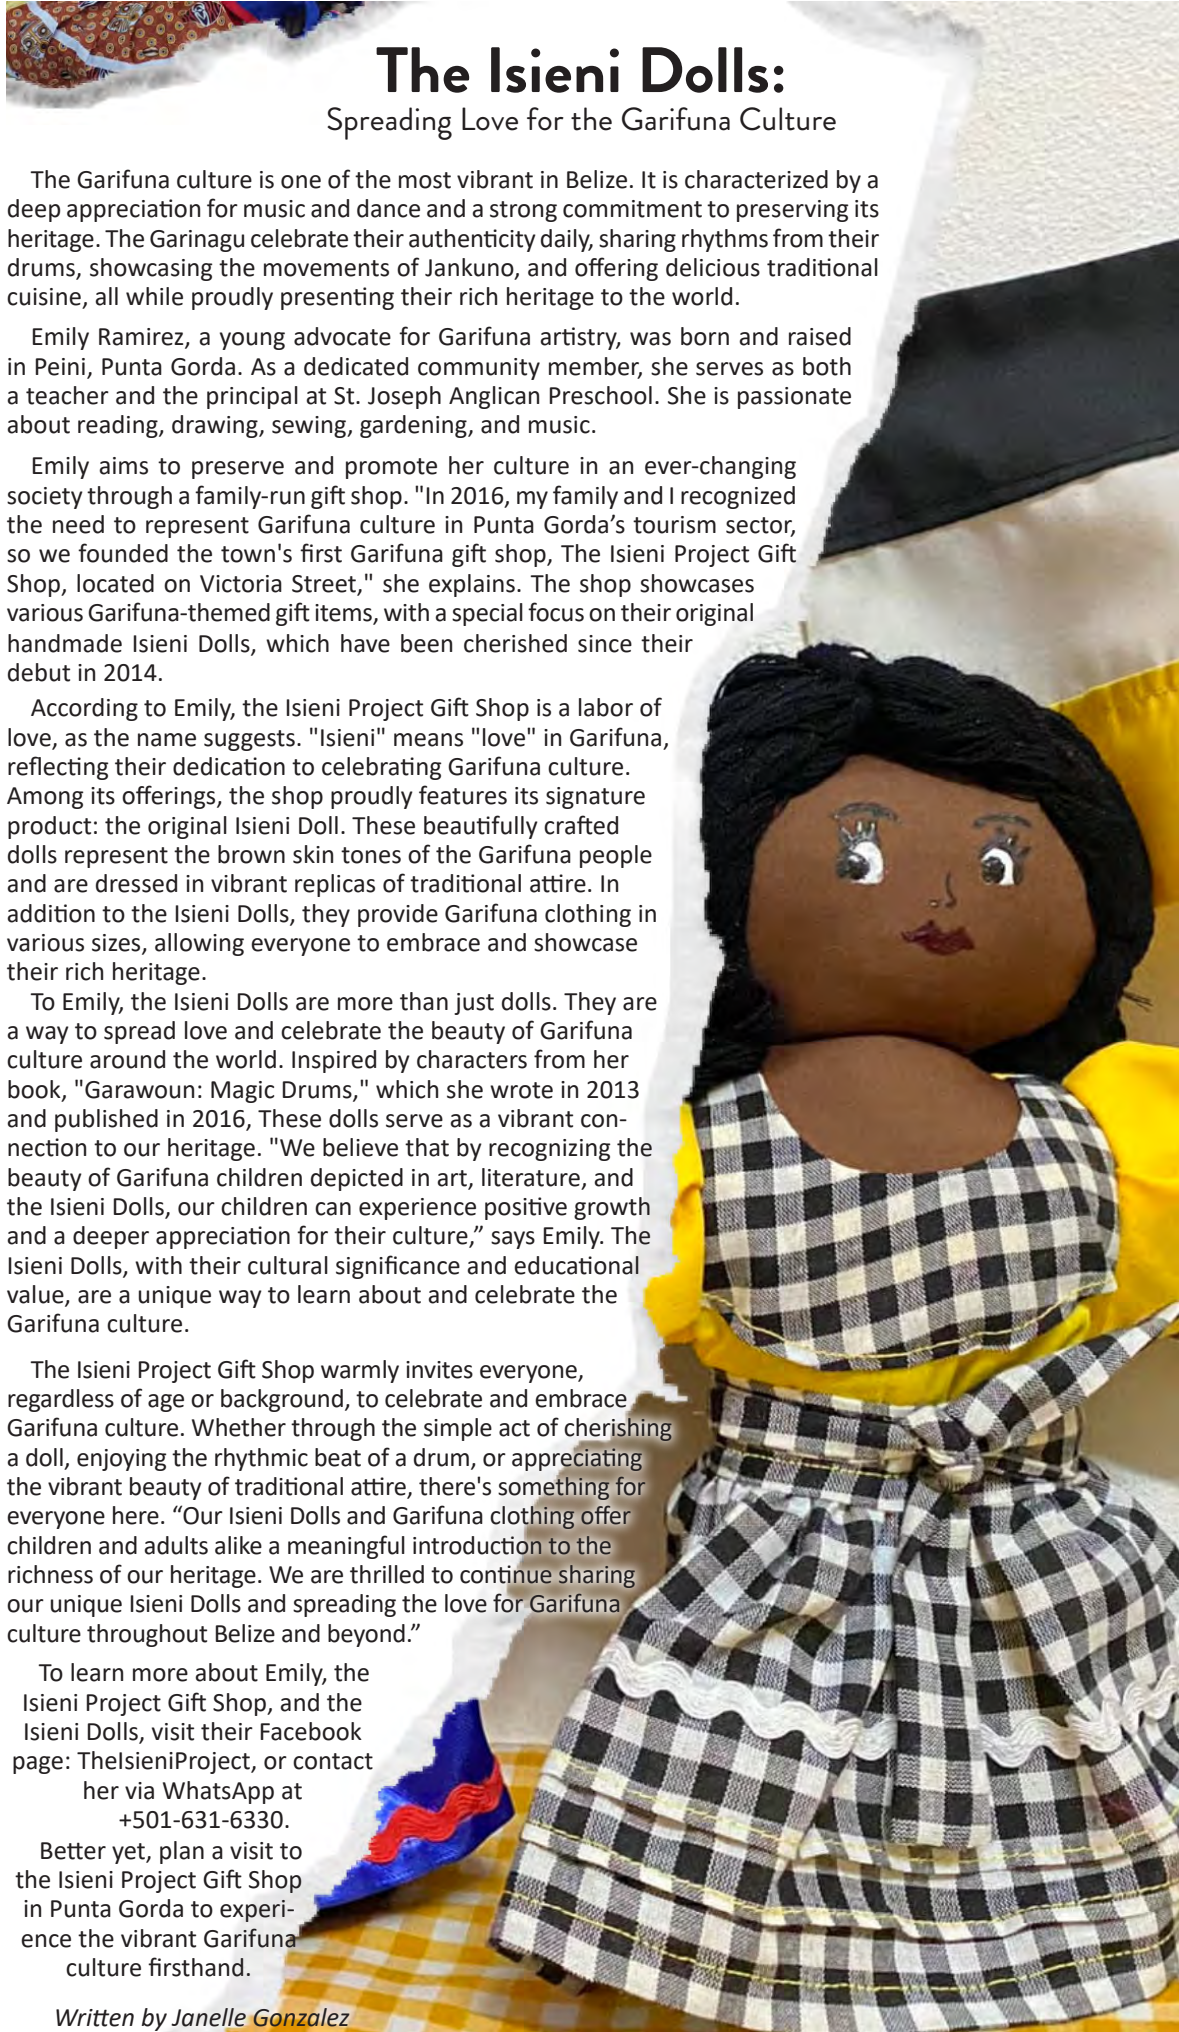 The Isieni Dolls:
Spreading Love for the Garifuna Culture
The Garifuna culture is one of the most vibrant in Belize. It is characterized by a
deep appreciation for music and dance and a strong commitment to preserving its
heritage. The Garinagu celebrate their authenticity daily, sharing rhythms from their
drums, showcasing the movements of Jankuno, and offering delicious traditional
cuisine, all while proudly presenting their rich heritage to the world.
Emily Ramirez, a young advocate for Garifuna artistry, was born and raised
in Peini, Punta Gorda. As a dedicated community member, she serves as both
a teacher and the principal at St. Joseph Anglican Preschool. She is passionate
about reading, drawing, sewing, gardening, and music.
Emily aims to preserve and promote her culture in an ever-changing
society through a family-run gift shop. "In 2016, my family and I recognized
the need to represent Garifuna culture in Punta Gorda’s tourism sector,
so we founded the town's first Garifuna gift shop, The Isieni Project Gift
Shop, located on Victoria Street," she explains. The shop showcases
various Garifuna-themed gift items, with a special focus on their original
handmade Isieni Dolls, which have been cherished since their
debut in 2014.
According to Emily, the Isieni Project Gift Shop is a labor of
love, as the name suggests. "Isieni" means "love" in Garifuna,
reflecting their dedication to celebrating Garifuna culture.
Among its offerings, the shop proudly features its signature
product: the original Isieni Doll. These beautifully crafted
dolls represent the brown skin tones of the Garifuna people
and are dressed in vibrant replicas of traditional attire. In
addition to the Isieni Dolls, they provide Garifuna clothing in
various sizes, allowing everyone to embrace and showcase
their rich heritage.
To Emily, the Isieni Dolls are more than just dolls. They are
a way to spread love and celebrate the beauty of Garifuna
culture around the world. Inspired by characters from her
book, "Garawoun: Magic Drums," which she wrote in 2013
and published in 2016, These dolls serve as a vibrant con-
nection to our heritage. "We believe that by recognizing the
beauty of Garifuna children depicted in art, literature, and
the Isieni Dolls, our children can experience positive growth
and a deeper appreciation for their culture,” says Emily. The
Isieni Dolls, with their cultural significance and educational
value, are a unique way to learn about and celebrate the
Garifuna culture.
The Isieni Project Gift Shop warmly invites everyone,
regardless of age or background, to celebrate and embrace
Garifuna culture. Whether through the simple act of cherishing
a doll, enjoying the rhythmic beat of a drum, or appreciating
the vibrant beauty of traditional attire, there's something for
everyone here. “Our Isieni Dolls and Garifuna clothing offer
children and adults alike a meaningful introduction to the
richness of our heritage. We are thrilled to continue sharing
our unique Isieni Dolls and spreading the love for Garifuna
culture throughout Belize and beyond.”
To learn more about Emily, the
Isieni Project Gift Shop, and the
Isieni Dolls, visit their Facebook
page: TheIsieniProject, or contact
her via WhatsApp at
+501-631-6330.
Better yet, plan a visit to
the Isieni Project Gift Shop
in Punta Gorda to experi-
ence the vibrant Garifuna
culture firsthand.
Written by Janelle Gonzalez